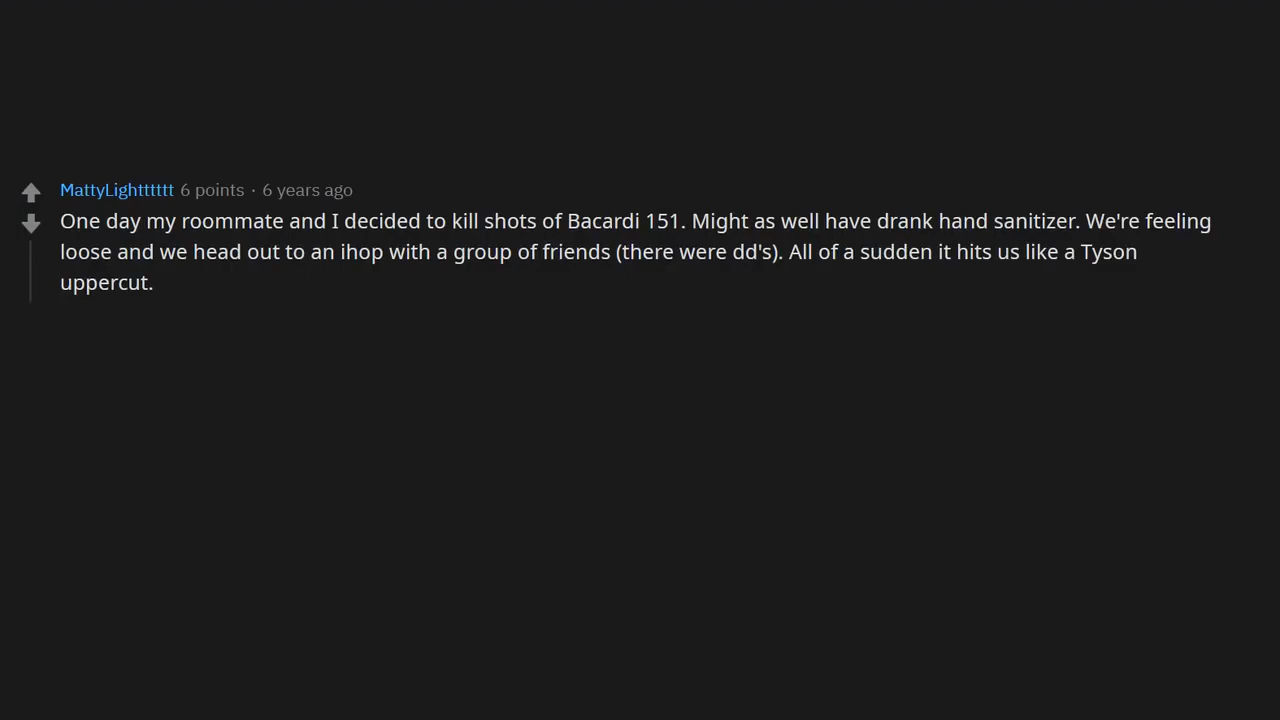 MattyLightttttt 6 points · 6 years ago
One day my roommate and I decided to kill shots of Bacardi 151. Might as well have drank hand sanitizer. We're feeling
loose and we head out to an ihop with a group of friends (there were dd's). All of a sudden it hits us like a Tyson
uppercut.